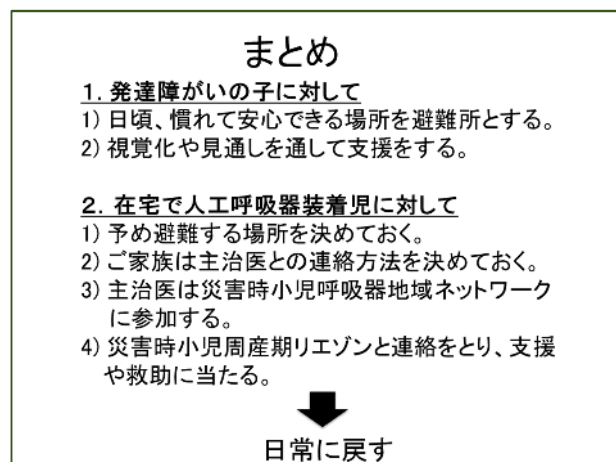 まとめ
1. 発達障がいの子に対して
1) 日頃、慣れて安心できる場所を避難所とする。
2) 視覚化や見通しを通して支援をする。
2. 在宅で人工呼吸器装着児に対して
1) 予め避難する場所を決めておく。
2) ご家族は主治医との連絡方法を決めておく。
3) 主治医は災害時小児呼吸器地域ネットワーク
に参加する。
4) 災害時小児周産期リエゾンと連絡をとり、支援
や救助に当たる。
日常に戻す